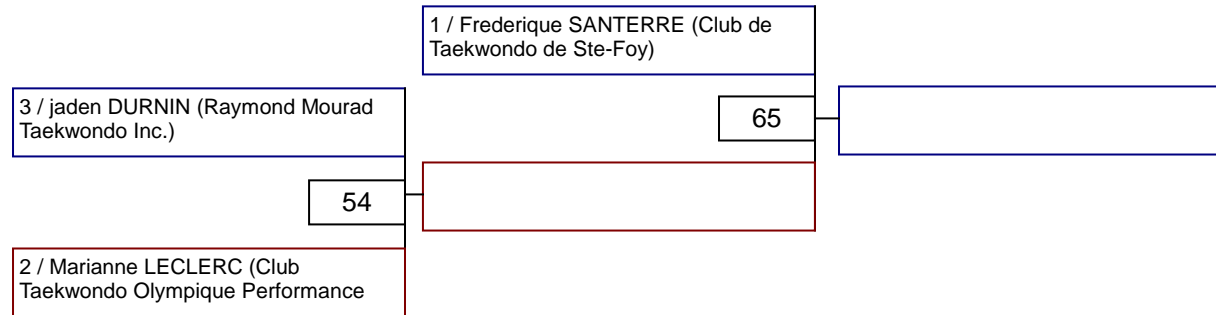 1 / Frederique SANTERRE (Club de
Taekwondo de Ste-Foy)
3 / jaden DURNIN (Raymond Mourad
Taekwondo Inc.)
65
54
2 / Marianne LECLERC (Club
Taekwondo Olympique Performance